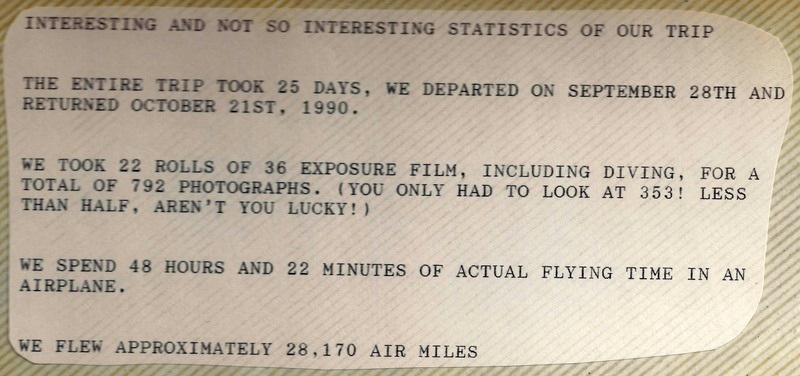 INTERESTING AND NOT SO INTERESTING STATISTICS OF OUR TRIP
THE ENTIRE TRIP TOOK 25 DAYS, WE DEPARTED ON SEPTEMBER 28TH AND
RETURNED OCTOBER 21ST, 1990.
WE TOOK 22 ROLLS OF 36 EXPOSURE FILM, INCLUDING DIVING, FOR A
TOTAL OF 792 PHOTOGRAPHS. (YOU ONLY HAD TO LOOK AT 353! LESS
THAN HALF, AREN'T YOU LUCKY!)
WE SPEND 48 HOURS AND 22 MINUTES OF ACTUAL FLYING TIME IN AN
AIRPLANE.
WE FLEW APPROXIMATELY 28,170 AIR MILES